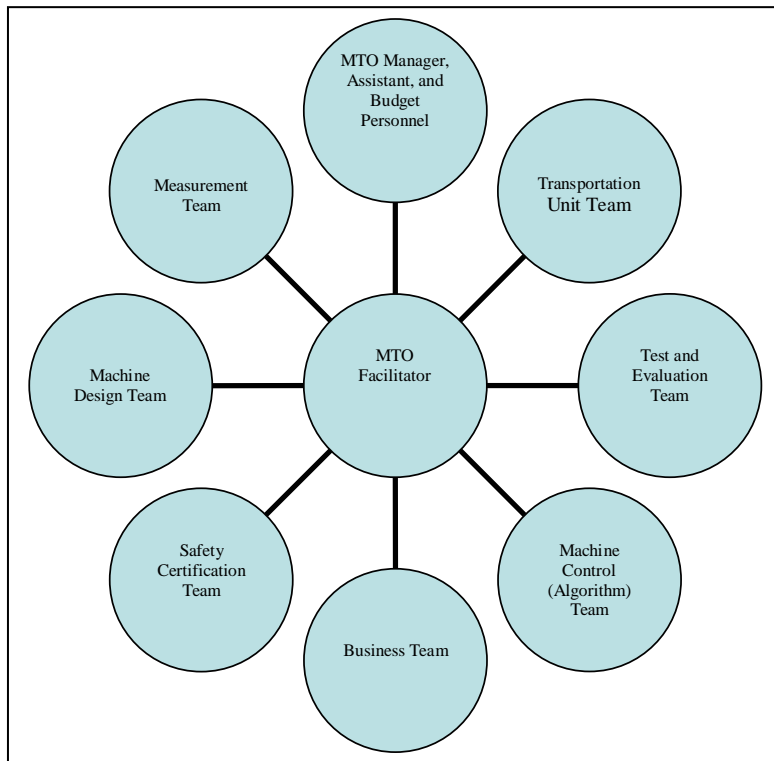 MTO Manager,
Assistant, and
Budget
Personnel
Measurement
Team
Transportation
Unit Team
Machine
Design Team
MTO
Facilitator
Test and
Evaluation
Team
Safety
Certification
Team
Machine
Control
(Algorithm)
Team
Business Team